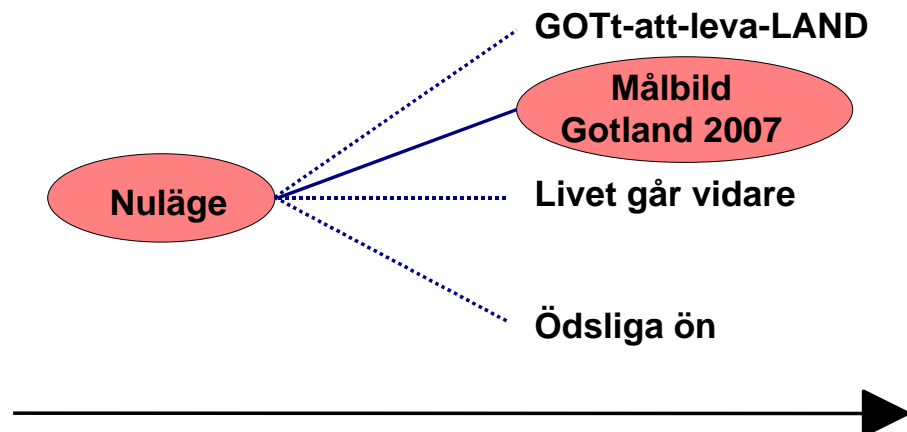 GOTt-att-leva-LAND
Målbild
Gotland 2007
Nuläge
Livet går vidare
Ödsliga ön